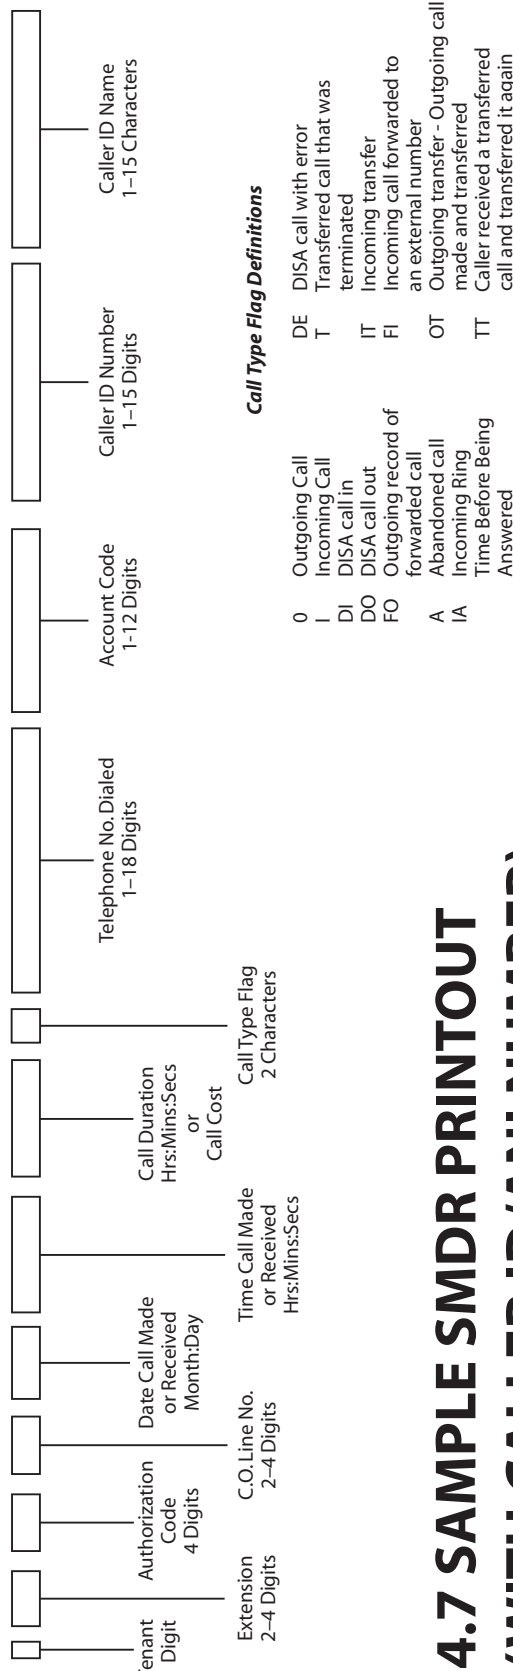 Tenant
Digit
Extension
2–4 Digits
Authorization
Code
4 Digits
C.O. Line No.
2–4 Digits
Date Call Made
or Received
Month:Day
Time Call Made
or Received
Hrs:Mins:Secs
Call Duration
Hrs:Mins:Secs
or
Call Cost
Call Type Flag
2 Characters
Telephone No. Dialed
1–18 Digits
Account Code
1-12 Digits
Caller ID Number
1–15 Digits
Caller ID Name
1–15 Characters
Call Type Flag Definitions
0 Outgoing Call
I Incoming Call
DI DISA call in
DO DISA call out
FO Outgoing record of
forwarded call
A Abandoned call
IA Incoming Ring
Time Before Being
Answered
DE DISA call with error
T Transferred call that was
terminated
IT Incoming transfer
FI Incoming call forwarded to
an external number
OT Outgoing transfer - Outgoing call
made and transferred
TT Caller received a transferred
call and transferred it again
4.7 SAMPLE SMDR PRINTOUT
(WITH CALLER ID/ANI NUMBER)